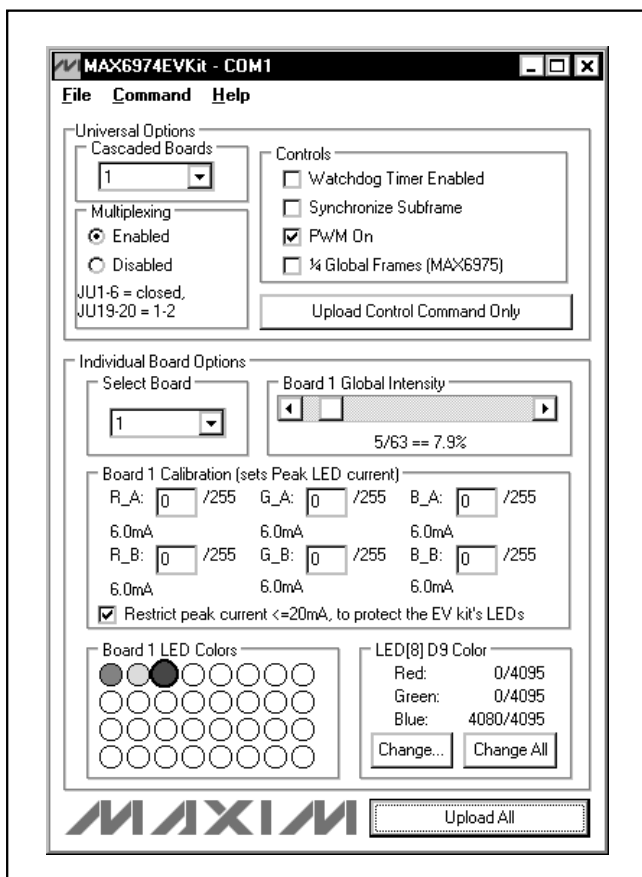 MAX6974EVKit - COM1
File Command Help
Universal Options
Cascaded Boards
1
Multiplexing
Enabled
Disabled
JU1-6 = closed,
JU19-20 = 1-2
Controls
Watchdog Timer Enabled
Synchronize Subframe
PWM On
¼ Global Frames (MAX6975)
Upload Control Command Only
Individual Board Options
Select Board
1
Board 1 Global Intensity
5/63 == 7.9%
Board 1 Calibration (sets Peak LED current)
R_A: 0 /255 G_A: 0 /255 B_A: 0 /255
6.0mA 6.0mA 6.0mA
R_B: 0 /255 G_B: 0 /255 B_B: 0 /255
6.0mA 6.0mA 6.0mA
Restrict peak current <=20mA, to protect the EV kit's LEDs
Board 1 LED Colors
LED[8] D9 Color
Red: 0/4095
Green: 0/4095
Blue: 4080/4095
Change... Change All
MAXIM
Upload All